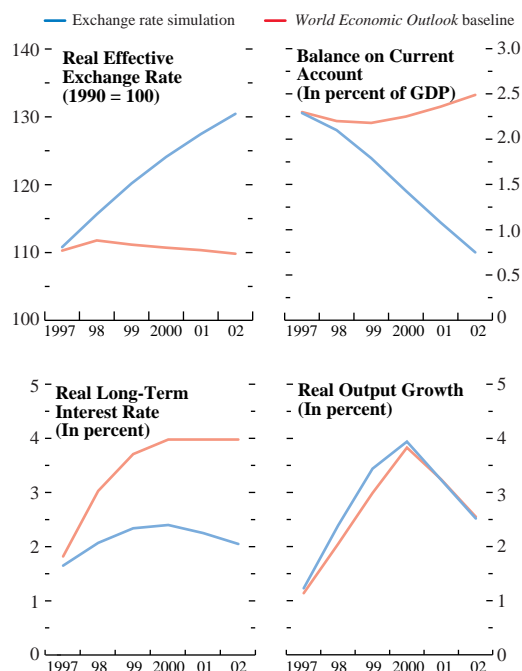 Exchange rate simulation World Economic Outlook baseline
Real Effective
Exchange Rate
(1990 = 100)
140
130
120
110
100
1997 98 99 2000 01 02
Balance on Current
Account
(In percent of GDP)
3.0
2.5
2.0
1.5
1.0
0.5
0.0
1997 98 99 2000 01 02
Real Long-Term
Interest Rate
(In percent)
5
4
3
2
1
0
1997 98 99 2000 01 02
Real Output Growth
(In percent)
5
4
3
2
1
0
1997 98 99 2000 01 02